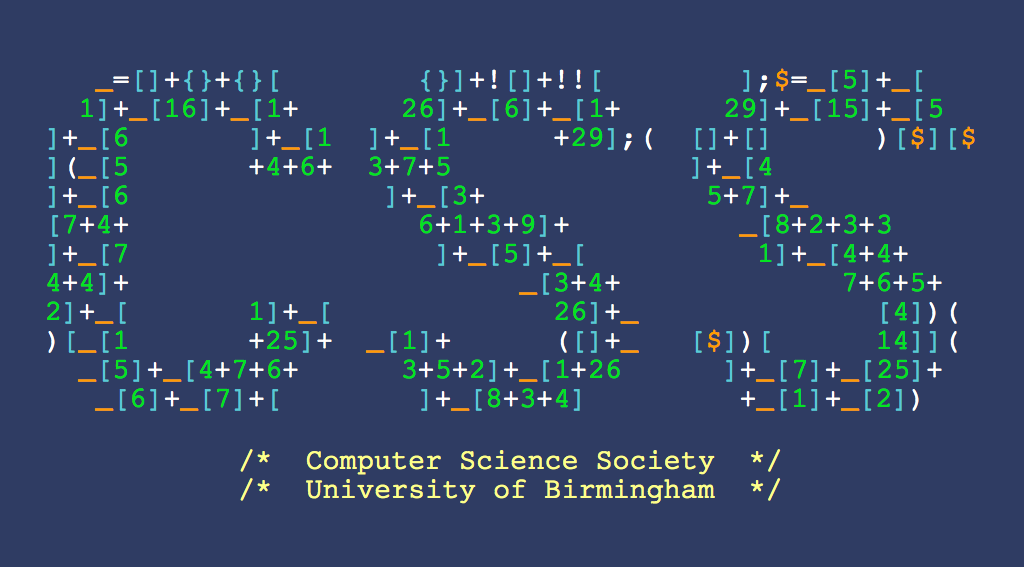 _=[]+{}+{}[ {}]+![]+!![ ];$=_[5]+_[
1]+_[16]+_[1+ 26]+_[6]+_[1+ 29]+_[15]+_[5
]+_[6 ]+_[1 ]+_[1 +29];( []+[] )[$][$
](_[5 +4+6+ 3+7+5 ]+_[4
]+_[6 ]+_[3+ 5+7]+_
[7+4+ 6+1+3+9]+ _[8+2+3+3
]+_[7 ]+_[5]+_[ 1]+_[4+4+
4+4]+ _[3+4+ 7+6+5+
2]+_[ 1]+_[ 26]+_ [4])(
)[_[1 +25]+ _[1]+ ([]+_ [$])[ 14]](
_[5]+_[4+7+6+ 3+5+2]+_[1+26 ]+_[7]+_[25]+
_[6]+_[7]+[ ]+_[8+3+4] +_[1]+_[2])
/* Computer Science Society */
/* University of Birmingham */